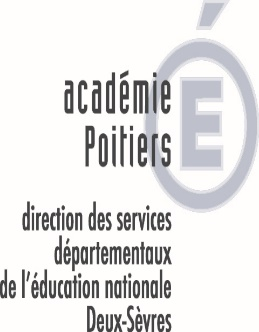 académie
Poitiers
É
direction des services
départementaux
de l'éducation nationale
Deux-Sèvres